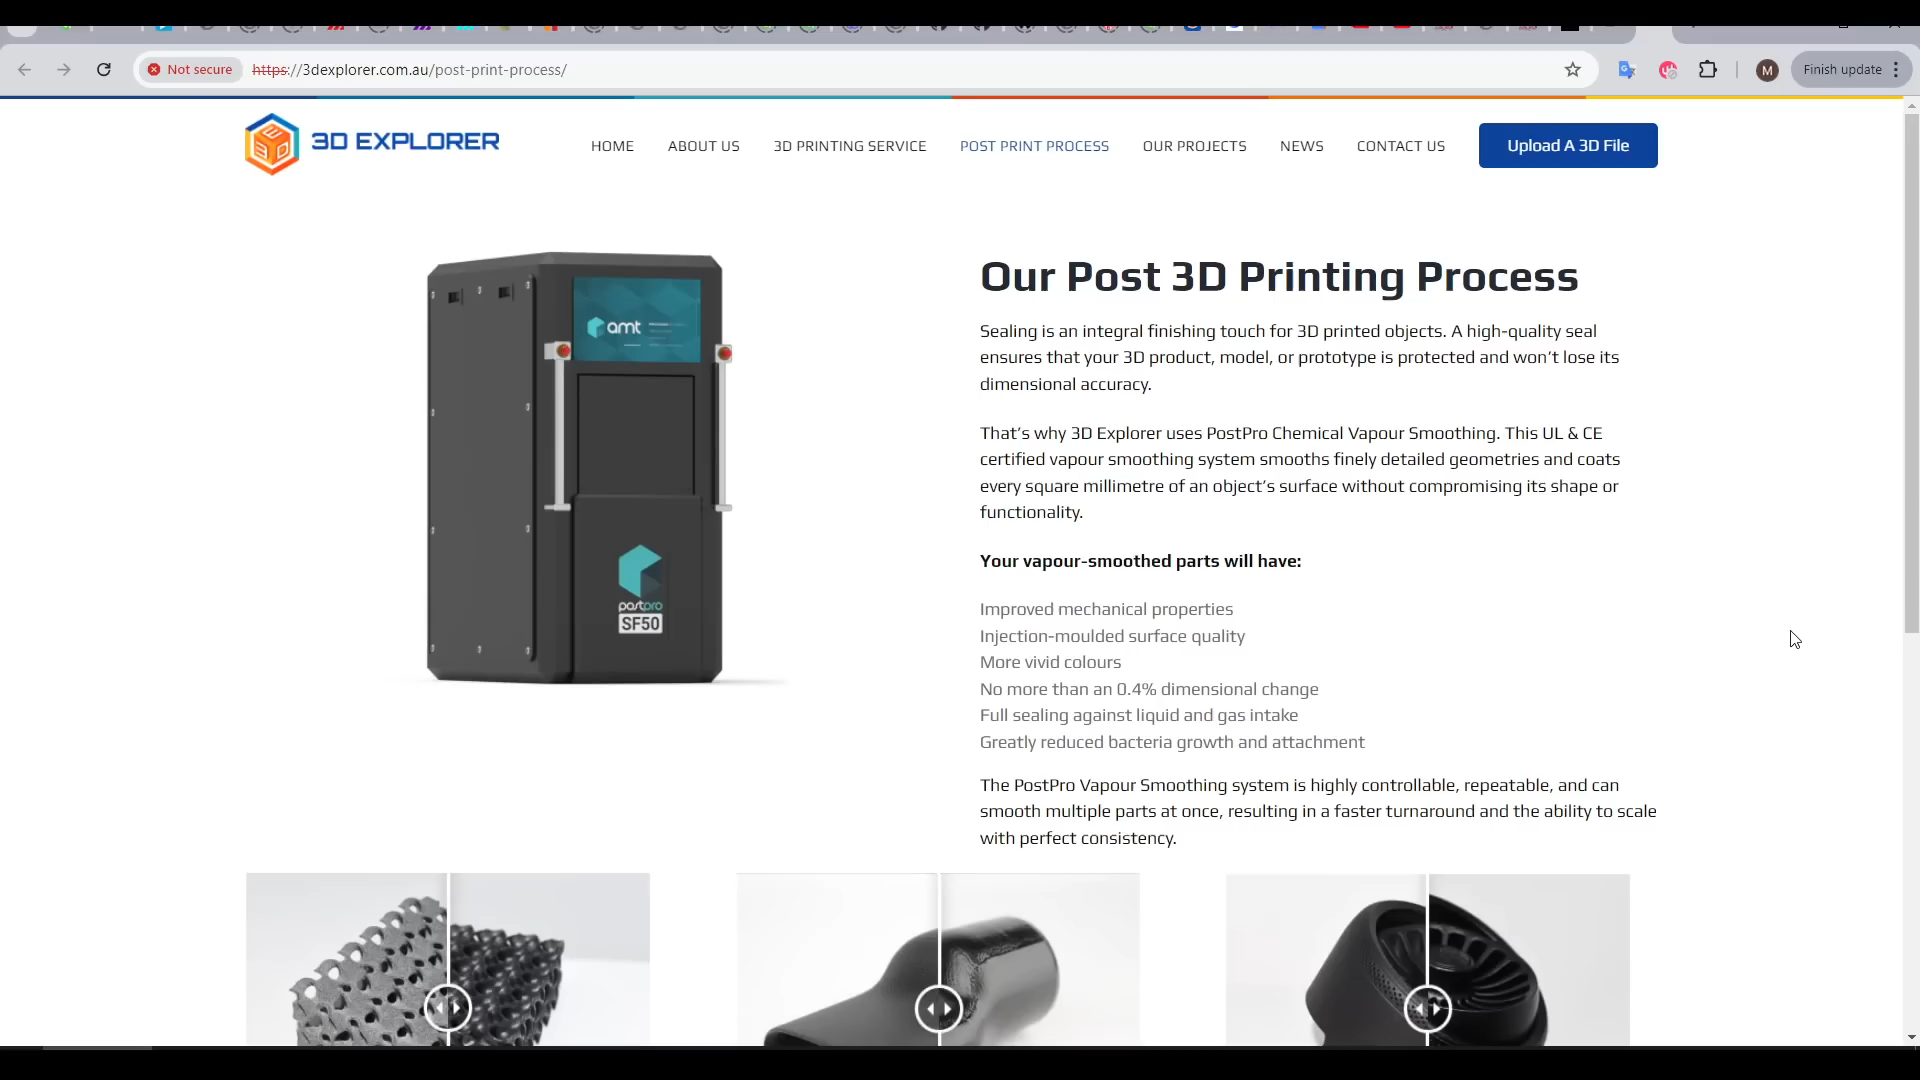 Not secure
https://3dexplorer.com.au/post-print-process/
M
Finish update
3D EXPLORER
HOME
ABOUT US
3D PRINTING SERVICE
POST PRINT PROCESS
OUR PROJECTS
NEWS
CONTACT US
Upload A 3D File
amt
postpro
SF50
Our Post 3D Printing Process
Sealing is an integral finishing touch for 3D printed objects. A high-quality seal
ensures that your 3D product, model, or prototype is protected and won’t lose its
dimensional accuracy.
That’s why 3D Explorer uses PostPro Chemical Vapour Smoothing. This UL & CE
certified vapour smoothing system smooths finely detailed geometries and coats
every square millimetre of an object’s surface without compromising its shape or
functionality.
Your vapour-smoothed parts will have:
Improved mechanical properties
Injection-moulded surface quality
More vivid colours
No more than an 0.4% dimensional change
Full sealing against liquid and gas intake
Greatly reduced bacteria growth and attachment
The PostPro Vapour Smoothing system is highly controllable, repeatable, and can
smooth multiple parts at once, resulting in a faster turnaround and the ability to scale
with perfect consistency.